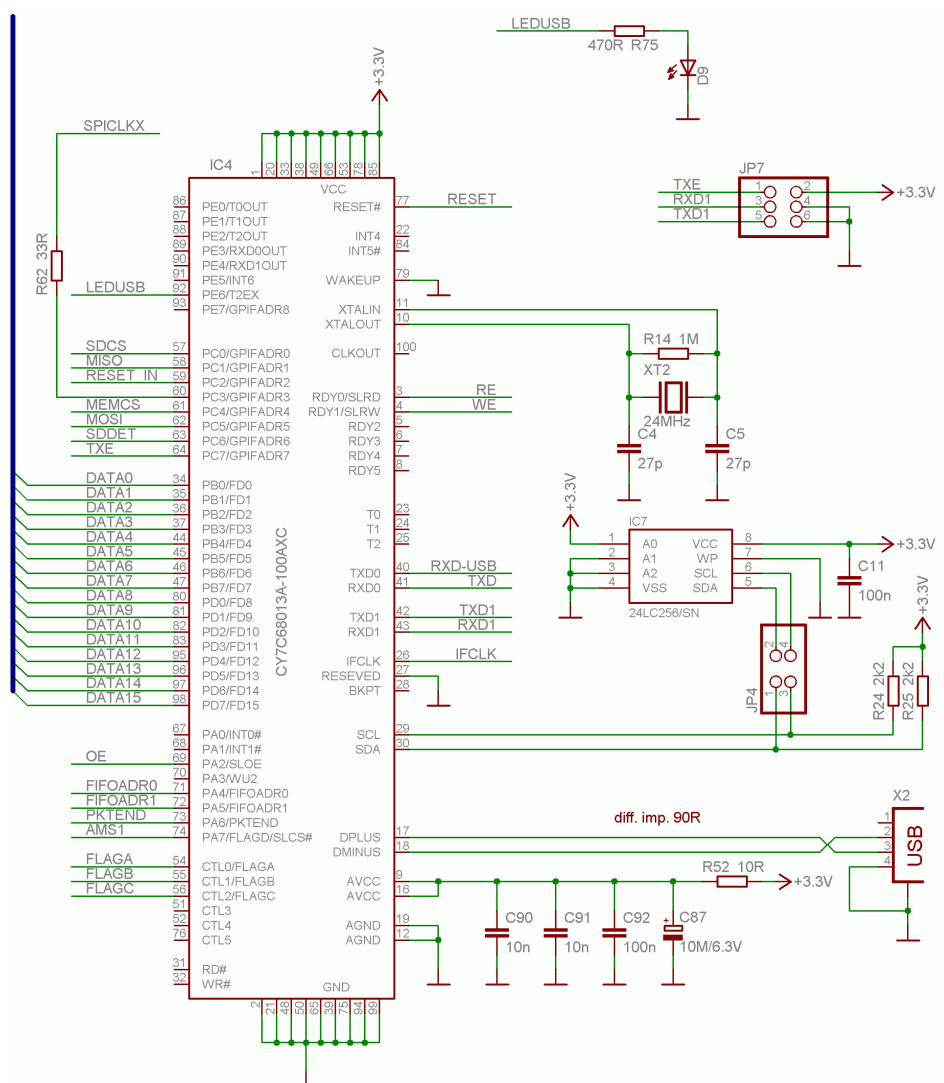 LEDUSB
470R R75
D9
+3.3V
SPICLKX
IC4
1 20 33 38 49 66 53 78 85
VCC
JP7
TXE 1 2 +3.3V
RXD1 3 4
TXD1 5 6
R62 33R
86 PE0/T0OUT RESET# 77 RESET
87 PE1/T1OUT
88 PE2/T2OUT INT4 22
89 PE3/RXD0OUT INT5# 84
90 PE4/RXD1OUT
91 PE5/INT6 WAKEUP 79
LEDUSB 92 PE6/T2EX
93 PE7/GPIFADR8 XTALIN 11
XTALOUT 10
R14 1M
XT2
24MHz
C4
27p
C5
27p
SDCS 57 PC0/GPIFADR0 CLKOUT 100
MISO 58 PC1/GPIFADR1
RESET IN 59 PC2/GPIFADR2
60 PC3/GPIFADR3 RDY0/SLRD 3 RE
MEMCS 61 PC4/GPIFADR4 RDY1/SLRW 4 WE
MOSI 62 PC5/GPIFADR5 RDY2 5
SDDET 63 PC6/GPIFADR6 RDY3 6
TXE 64 PC7/GPIFADR7 RDY4 7
RDY5 8
DATA0 34 PB0/FD0
DATA1 35 PB1/FD1
DATA2 36 PB2/FD2 T0 23
DATA3 37 PB3/FD3 T1 24
DATA4 44 PB4/FD4 T2 25
DATA5 45 PB5/FD5
DATA6 46 PB6/FD6 TXD0 40 RXD-USB
DATA7 47 PB7/FD7 RXD0 41 TXD
DATA8 80 PD0/FD8
DATA9 81 PD1/FD9 TXD1 42 TXD1
DATA10 82 PD2/FD10 RXD1 43 RXD1
DATA11 83 PD3/FD11
DATA12 95 PD4/FD12 IFCLK 26 IFCLK
DATA13 96 PD5/FD13 RESEVED 27
DATA14 97 PD6/FD14 BKPT 28
DATA15 98 PD7/FD15
CY7C68013A-100AXC
+3.3V
IC7
1 A0 VCC 8 +3.3V
2 A1 WP 7
3 A2 SCL 6
4 VSS SDA 5
24LC256/SN
C11
100n
+3.3V
JP4
2 4
1 3
R24 2k2
R25 2k2
67 PA0/INT0# SCL 29
68 PA1/INT1# SDA 30
OE 69 PA2/SLOE
70 PA3/WU2
FIFOADR0 71 PA4/FIFOADR0
FIFOADR1 72 PA5/FIFOADR1
PKTEND 73 PA6/PKTEND
AMS1 74 PA7/FLAGD/SLCS# DPLUS 17
DMINUS 18
diff. imp. 90R
X2
1
2
3
4
USB
FLAGA 54 CTL0/FLAGA
FLAGB 55 CTL1/FLAGB AVCC 9
FLAGC 56 CTL2/FLAGC AVCC 16
51 CTL3
52 CTL4 AGND 19
76 CTL5 AGND 12
R52 10R
+3.3V
C90
10n
C91
10n
C92
100n
+ C87
10M/6.3V
31 RD#
32 WR#
GND
2 21 48 50 65 39 75 94 99